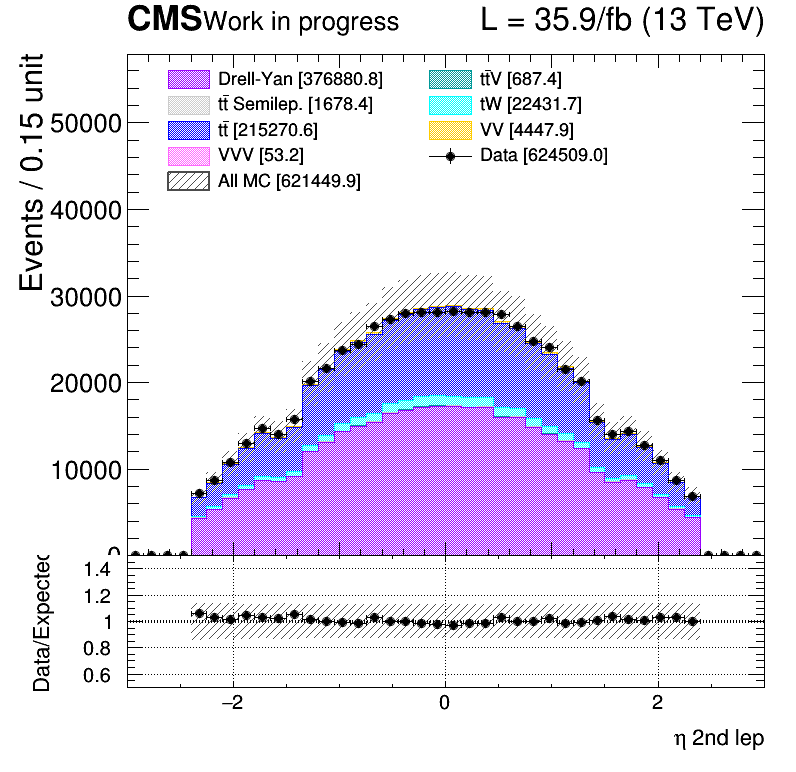 CMS Work in progress L = 35.9/fb (13 TeV)
Events / 0.15 unit
Drell-Yan [376880.8]
tt̄ Semilep. [1678.4]
tt̄ [215270.6]
VVV [53.2]
All MC [621449.9]
tt̄V [687.4]
tW [22431.7]
VV [4447.9]
Data [624509.0]
50000
40000
30000
20000
10000
0
Data/Expected
1.4
1.2
1
0.8
0.6
−2 0 2
η 2nd lep